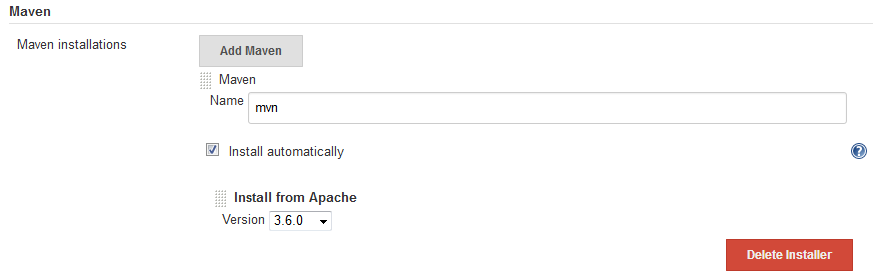 Maven
Maven installations
Add Maven
Maven
Name mvn
Install automatically
?
Install from Apache
Version 3.6.0
Delete Installer